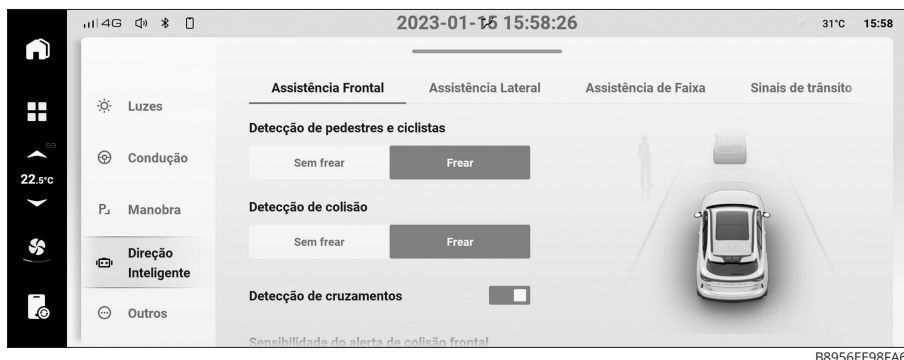 4G 2023-01-15 15:58:26 31°C 15:58
Assistência Frontal Assistência Lateral Assistência de Faixa Sinais de trânsito
Luzes
Detecção de pedestres e ciclistas
Condução
Sem frear Frear
22.5°C
Manobra
Detecção de colisão
Sem frear Frear
Direção
Inteligente
Detecção de cruzamentos
Outros
Sensibilidade do alerta de colisão frontal